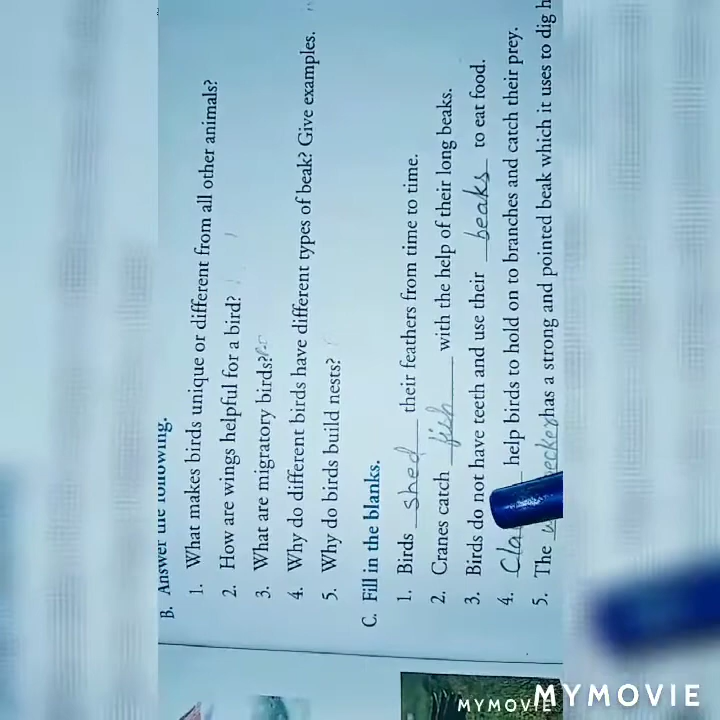 B. Answer the following.
1. What makes birds unique or different from all other animals?
2. How are wings helpful for a bird?
3. What are migratory birds?
4. Why do different birds have different types of beak? Give examples.
5. Why do birds build nests?
C. Fill in the blanks.
1. Birds shed their feathers from time to time.
2. Cranes catch fish with the help of their long beaks.
3. Birds do not have teeth and use their beaks to eat food.
4. Cla help birds to hold on to branches and catch their prey.
5. The w ecker has a strong and pointed beak which it uses to dig h
MYMOVIE
MYMOVIE